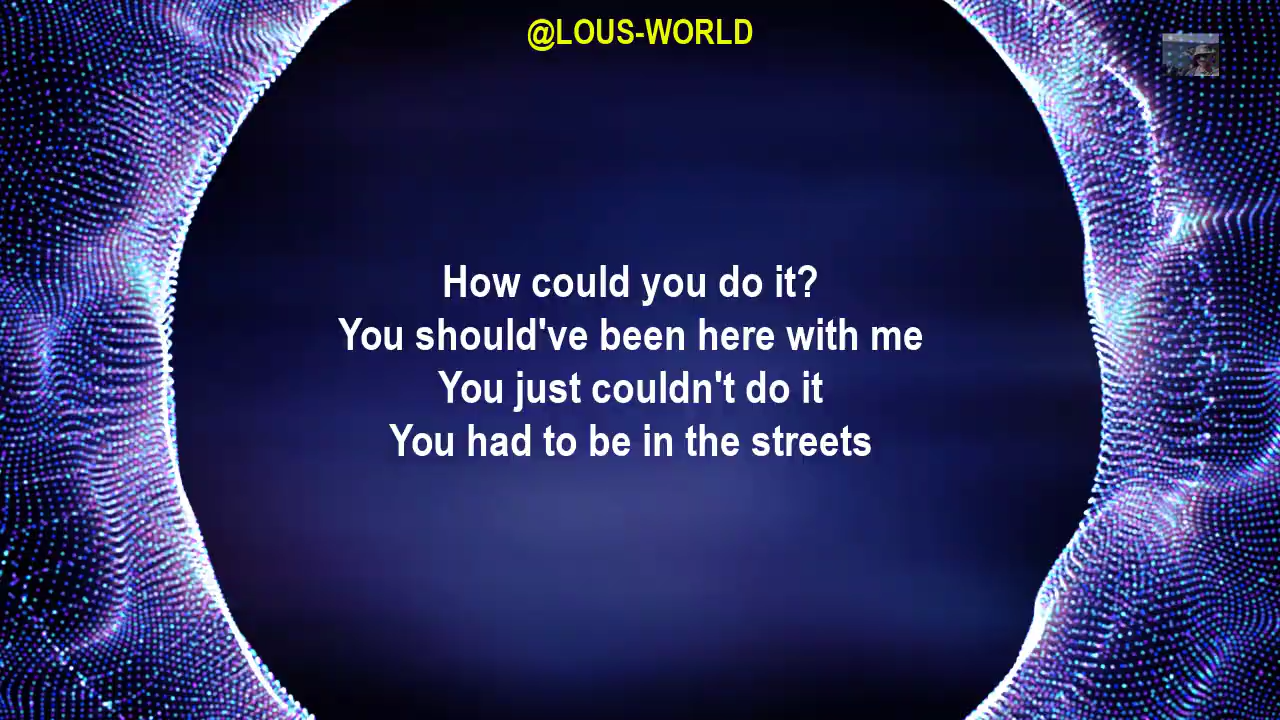 @LOUS-WORLD
How could you do it?
You should've been here with me
You just couldn't do it
You had to be in the streets